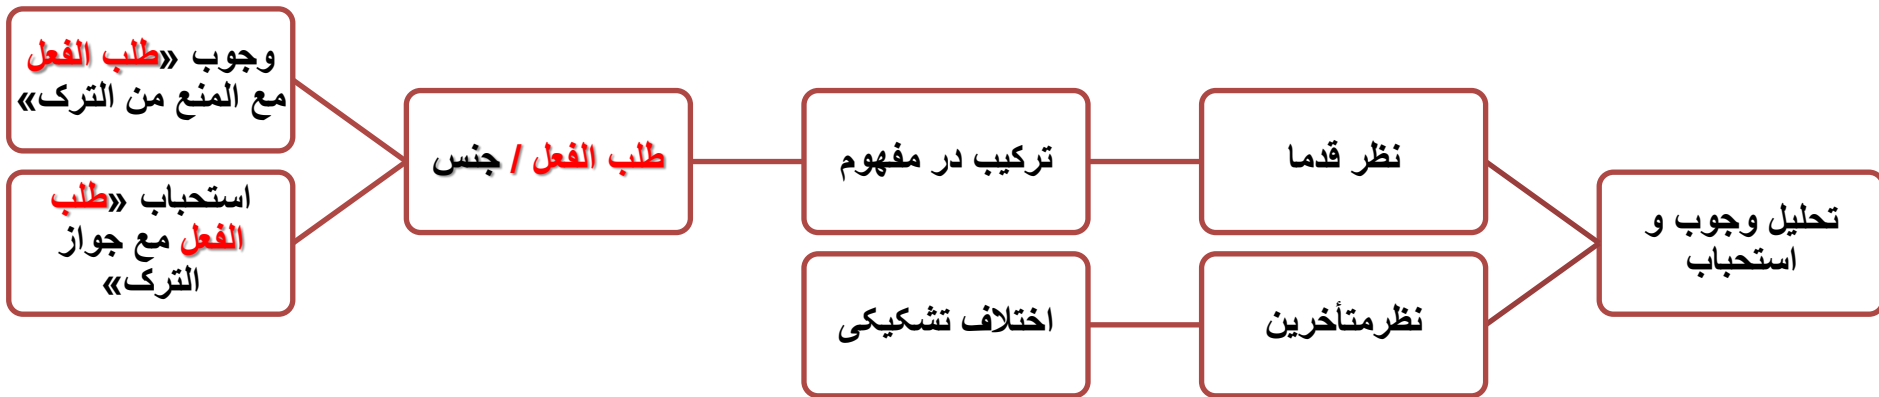 تحلیل وجوب و
استحباب
نظر قدما
ترکیب در مفهوم
طلب الفعل / جنس
وجوب «طلب الفعل
مع المنع من الترک»
استحباب «طلب
الفعل مع جواز
الترک»
نظرمتأخرین
اختلاف تشکیکی